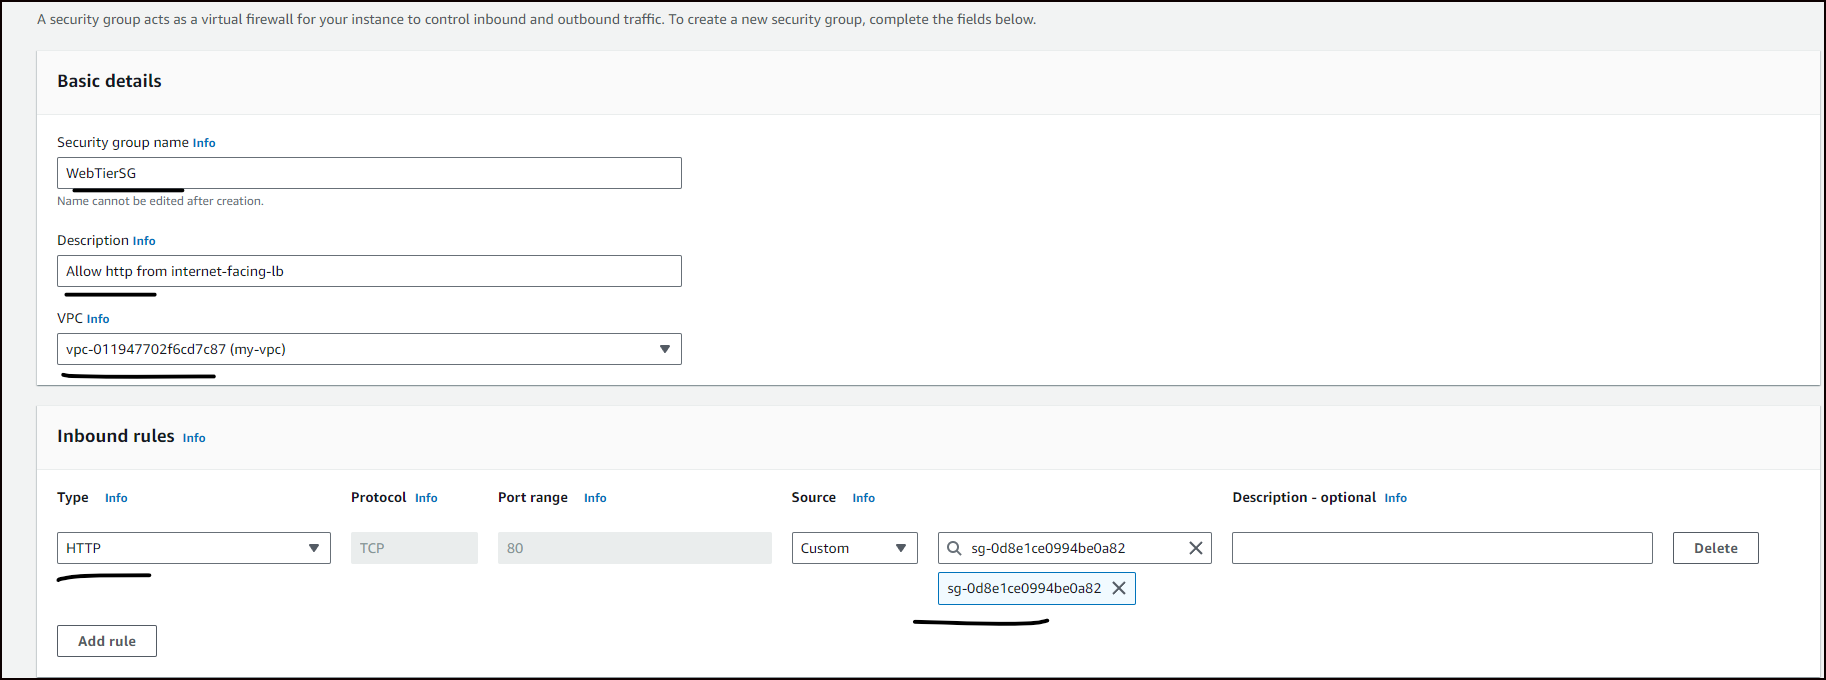 A security group acts as a virtual firewall for your instance to control inbound and outbound traffic. To create a new security group, complete the fields below.
Basic details
Security group name Info
WebTierSG
Name cannot be edited after creation.
Description Info
Allow http from internet-facing-lb
VPC Info
vpc-011947702f6cd7c87 (my-vpc)
Inbound rules Info
Type Info Protocol Info Port range Info Source Info Description - optional Info
HTTP TCP 80 Custom sg-0d8e1ce0994be0a82 Delete
sg-0d8e1ce0994be0a82
Add rule